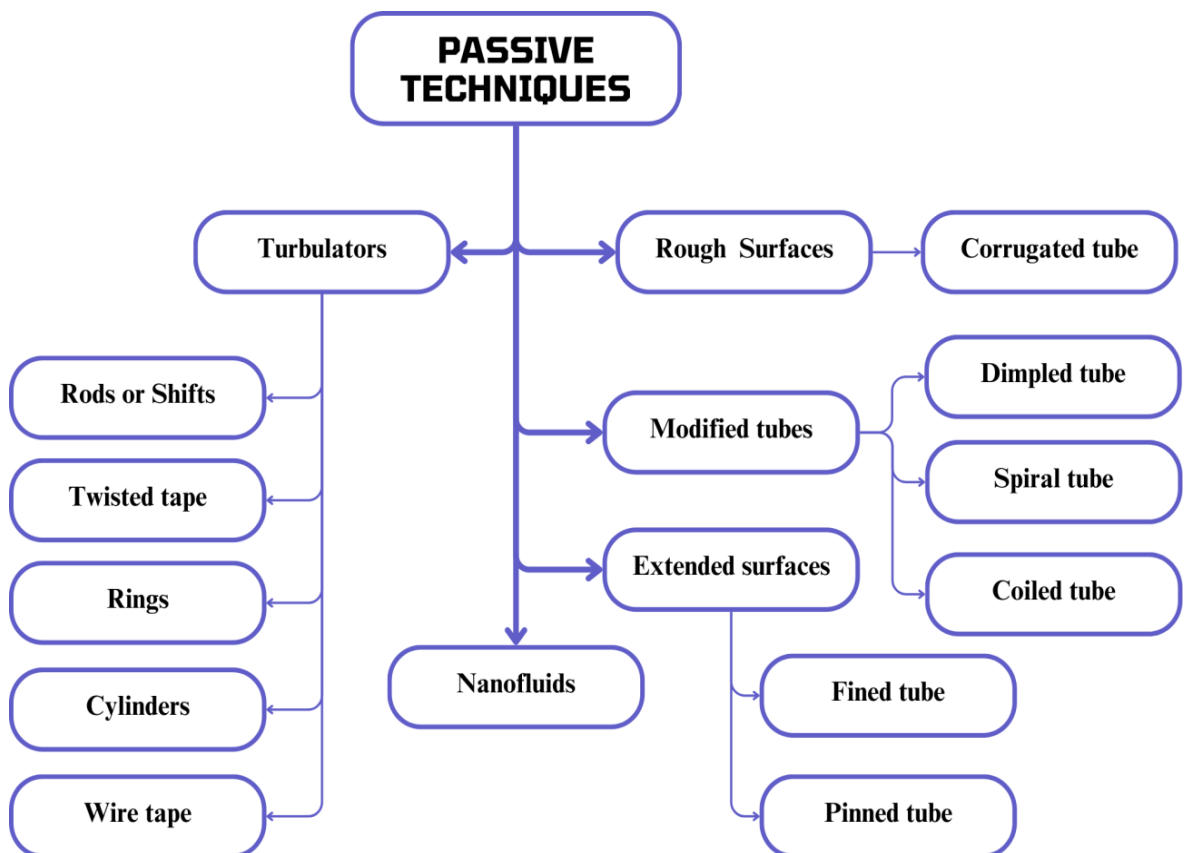 PASSIVE
TECHNIQUES
Turbulators
Rough Surfaces
Corrugated tube
Rods or Shifts
Twisted tape
Rings
Cylinders
Wire tape
Modified tubes
Dimpled tube
Spiral tube
Coiled tube
Extended surfaces
Fined tube
Pinned tube
Nanofluids